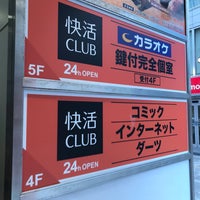 快活
CLUB
5F
24h OPEN
カラオケ
鍵付完全個室
受付4F
快活
CLUB
4F
24h OPEN
コミック
インターネット
ダーツ